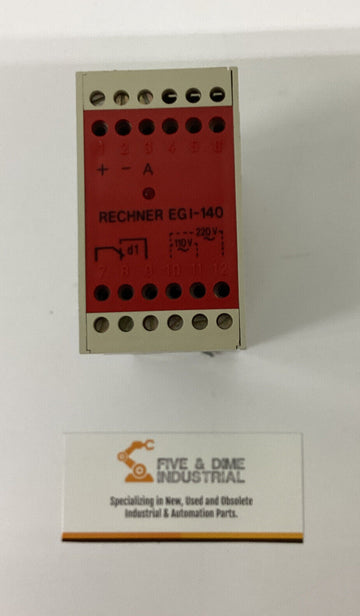 1 2 3 4 5 6
+ - A
RECHNER EGI-140
d1 110V ~ 220V ~
7 8 9 10 11 12
FIVE & DIME
INDUSTRIAL
Specializing in New, Used and Obsolete
Industrial & Automation Parts.